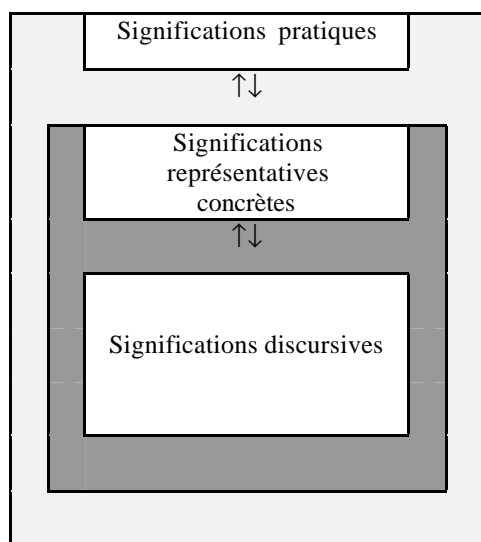 Significations pratiques
↑↓
Significations
représentatives
concrètes
↑↓
Significations discursives